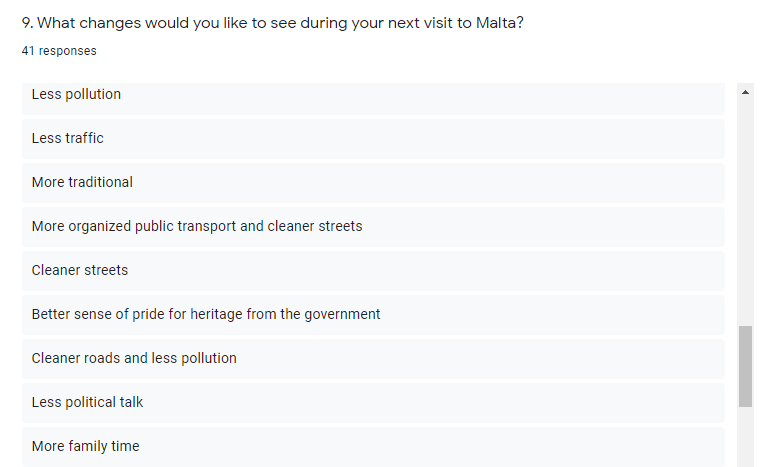 9. What changes would you like to see during your next visit to Malta?
41 responses
Less pollution
Less traffic
More traditional
More organized public transport and cleaner streets
Cleaner streets
Better sense of pride for heritage from the government
Cleaner roads and less pollution
Less political talk
More family time